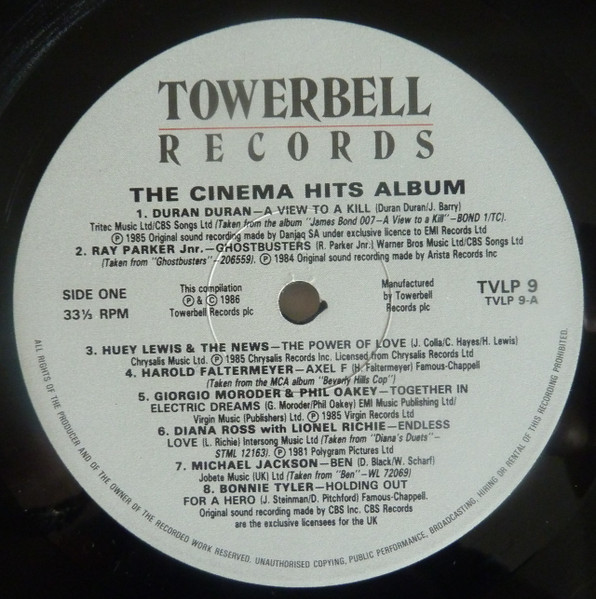 TOWERBELL
RECORDS
THE CINEMA HITS ALBUM
1. DURAN DURAN—A VIEW TO A KILL (Duran Duran/J. Barry)
Tritec Music Ltd/CBS Songs Ltd (Taken from the album "James Bond 007—A View to a Kill"—BOND 1/TC).
Ⓟ 1985 Original sound recording made by Danjaq SA under exclusive licence to EMI Records Ltd
2. RAY PARKER Jnr.—GHOSTBUSTERS (R. Parker Jnr.) Warner Bros Music Ltd/CBS Songs Ltd
(Taken from "Ghostbusters"—206559). Ⓟ 1984 Original sound recording made by Arista Records Inc
SIDE ONE
33⅓ RPM
This compilation
Ⓟ & © 1986
Towerbell Records plc
Manufactured
by Towerbell
Records plc
TVLP 9
TVLP 9-A
3. HUEY LEWIS & THE NEWS—THE POWER OF LOVE (J. Colla/C. Hayes/H. Lewis)
Chrysalis Music Ltd. Ⓟ 1985 Chrysalis Records Inc. Licensed from Chrysalis Records Ltd
4. HAROLD FALTERMEYER—AXEL F (H. Faltermeyer) Famous-Chappell
(Taken from the MCA album "Beverly Hills Cop")
5. GIORGIO MORODER & PHIL OAKEY—TOGETHER IN
ELECTRIC DREAMS (G. Moroder/Phil Oakey) EMI Music Publishing Ltd/
Virgin Music (Publishers) Ltd. Ⓟ 1985 Virgin Records Ltd
6. DIANA ROSS with LIONEL RICHIE—ENDLESS
LOVE (L. Richie) Intersong Music Ltd (Taken from "Diana's Duets"—
STML 12163). Ⓟ 1981 Polygram Pictures Ltd
7. MICHAEL JACKSON—BEN (D. Black/W. Scharf)
Jobete Music (UK) Ltd (Taken from "Ben"—WL 72069)
8. BONNIE TYLER—HOLDING OUT
FOR A HERO (J. Steinman/D. Pitchford) Famous-Chappell.
Original sound recording made by CBS Inc. CBS Records
are the exclusive licensees for the UK
ALL RIGHTS OF THE PRODUCER AND OF THE OWNER OF THE RECORDED WORK RESERVED. UNAUTHORISED COPYING, PUBLIC PERFORMANCE, BROADCASTING, HIRING OR RENTAL OF THIS RECORDING PROHIBITED.